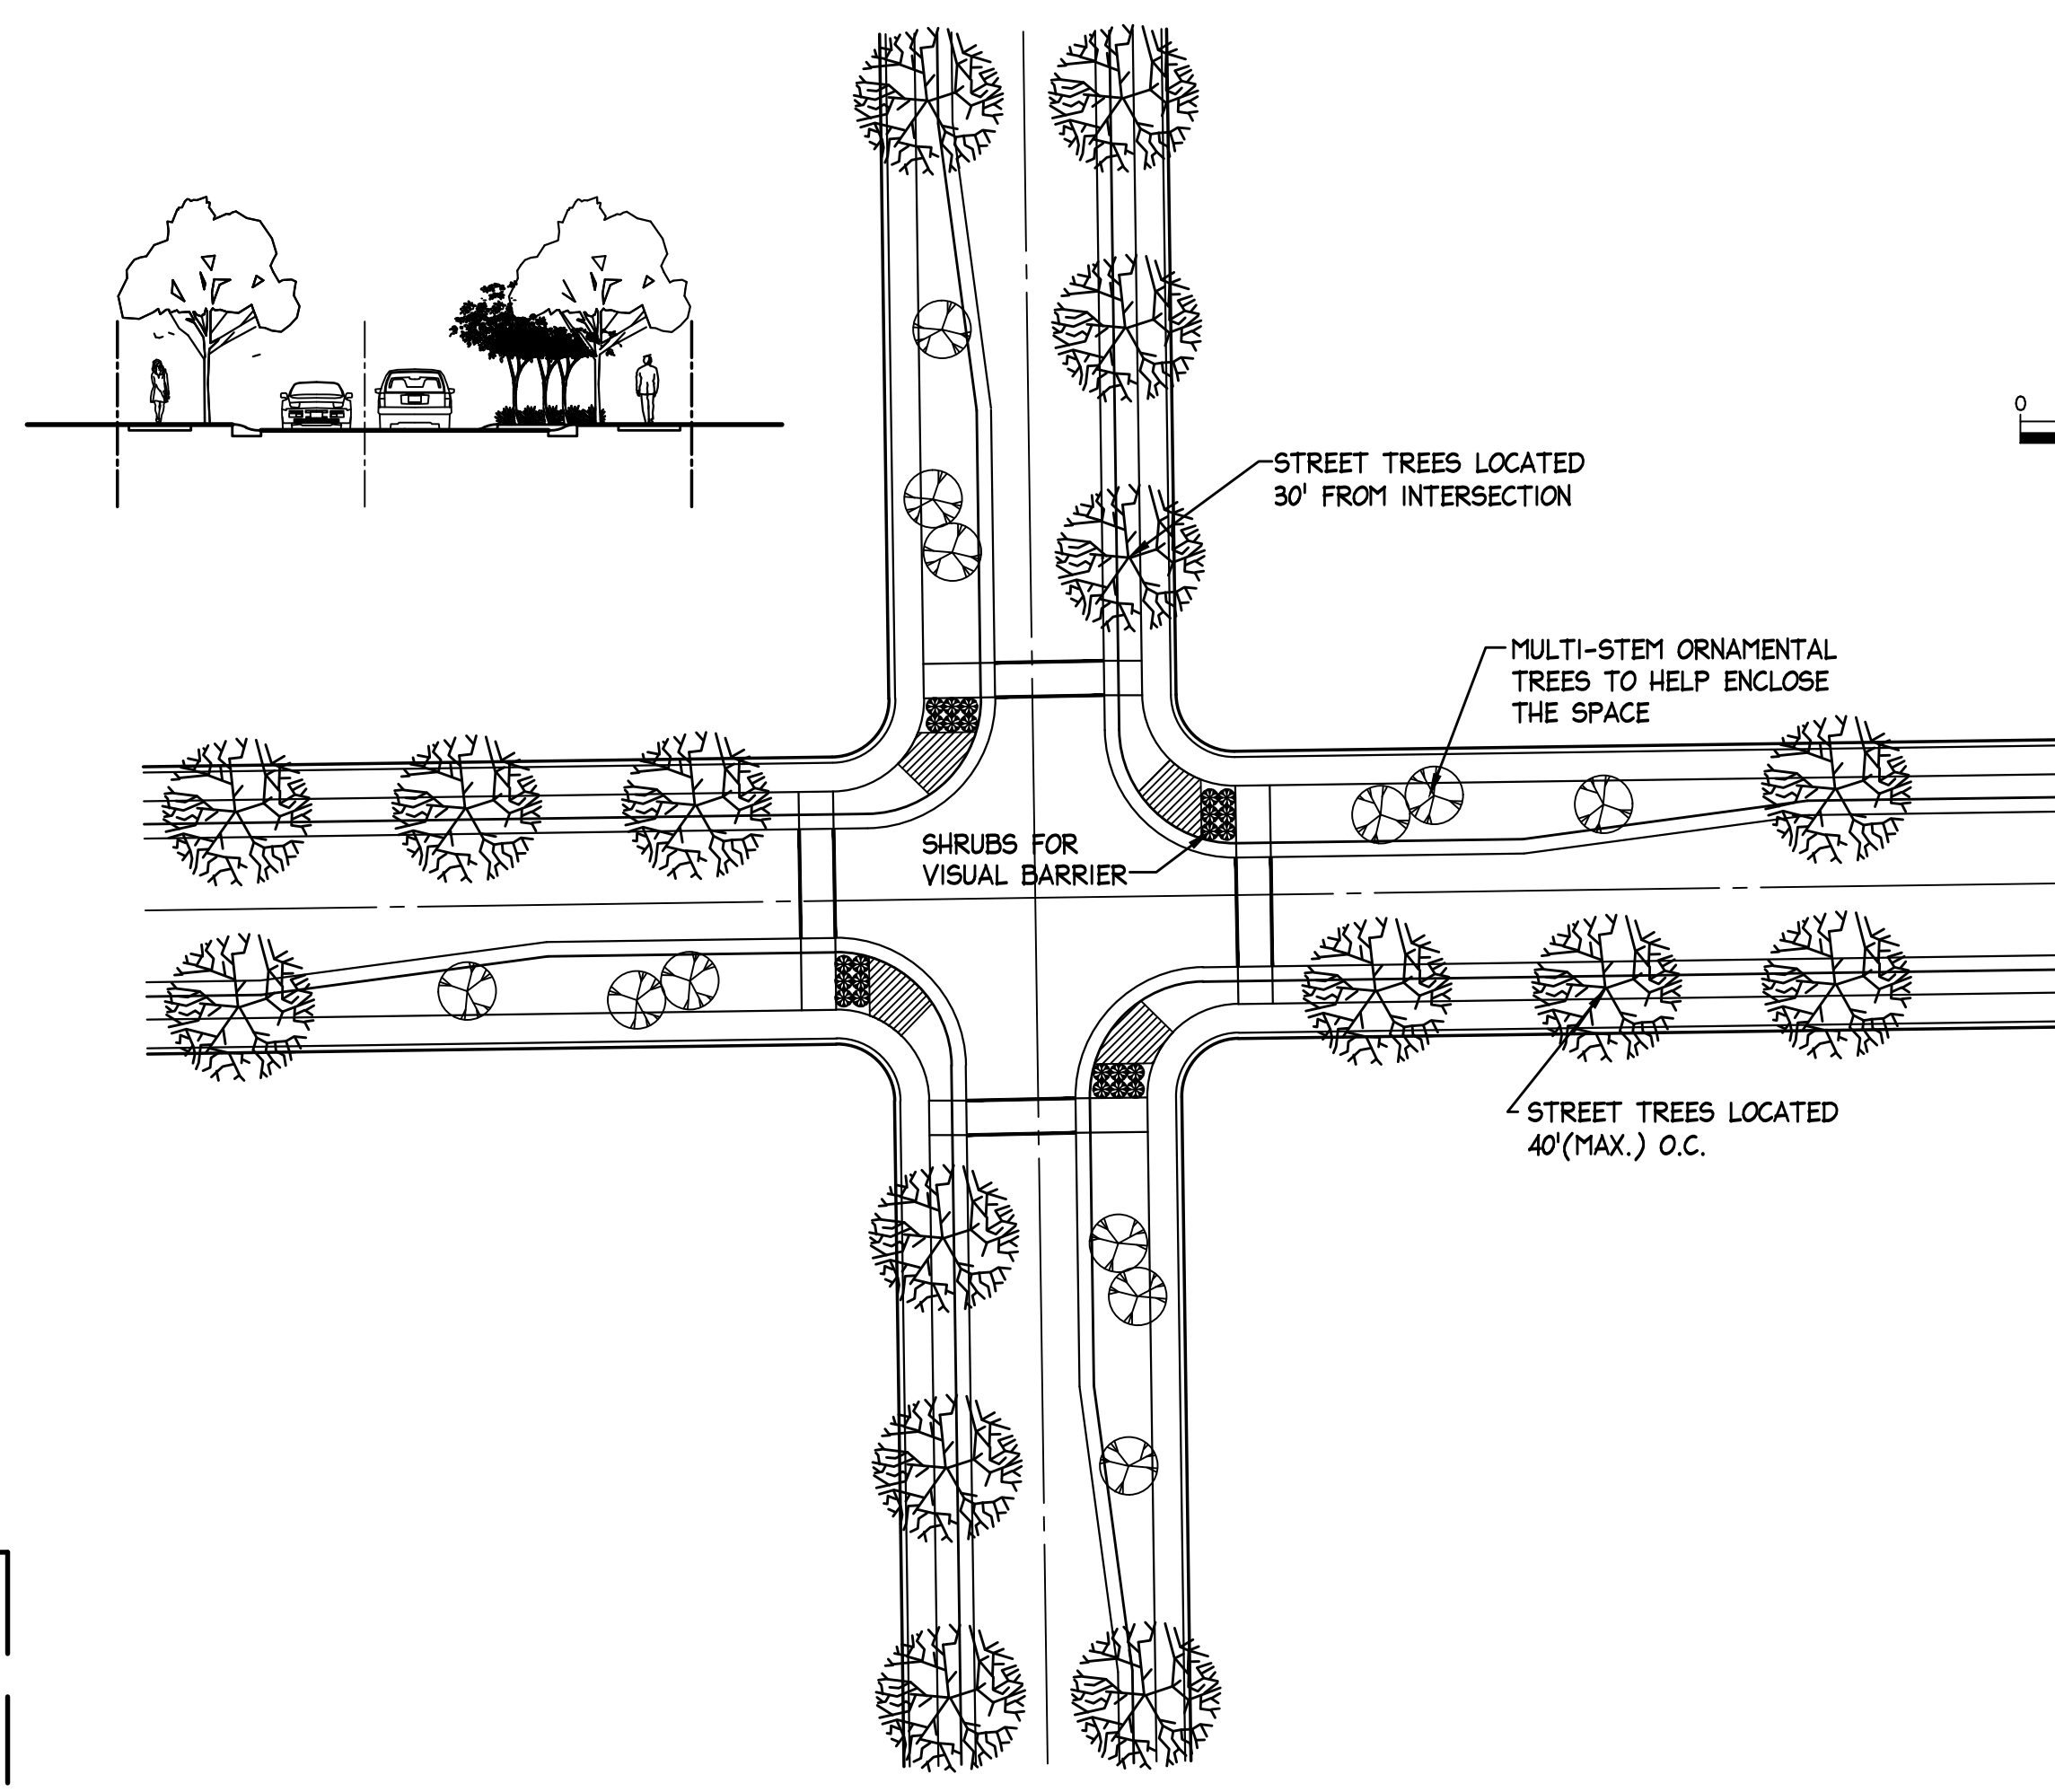 0
STREET TREES LOCATED
30' FROM INTERSECTION
MULTI-STEM ORNAMENTAL
TREES TO HELP ENCLOSE
THE SPACE
SHRUBS FOR
VISUAL BARRIER
STREET TREES LOCATED
40'(MAX.) O.C.